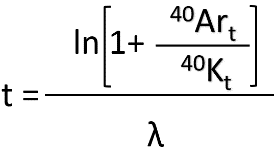 t = ln[1+ ⁴⁰Arₜ / ⁴⁰Kₜ] / λ